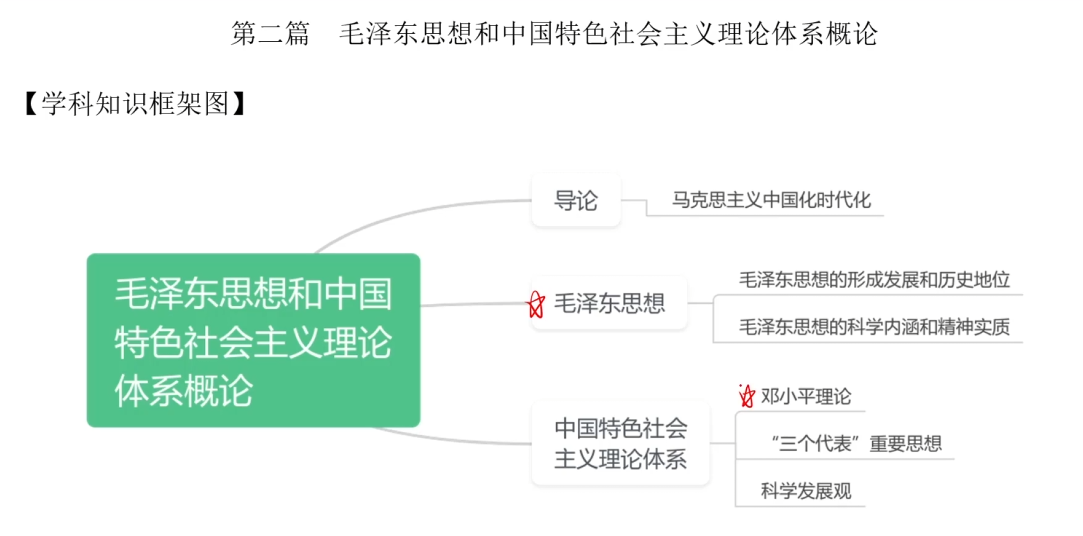 第二篇　毛泽东思想和中国特色社会主义理论体系概论
【学科知识框架图】
毛泽东思想和中国
特色社会主义理论
体系概论
导论
马克思主义中国化时代化
毛泽东思想
毛泽东思想的形成发展和历史地位
毛泽东思想的科学内涵和精神实质
中国特色社会
主义理论体系
邓小平理论
“三个代表”重要思想
科学发展观